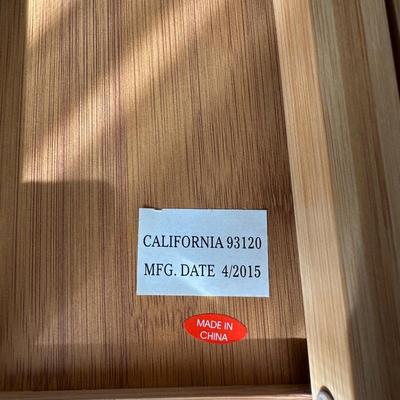 CALIFORNIA 93120
MFG. DATE 4/2015
MADE IN
CHINA